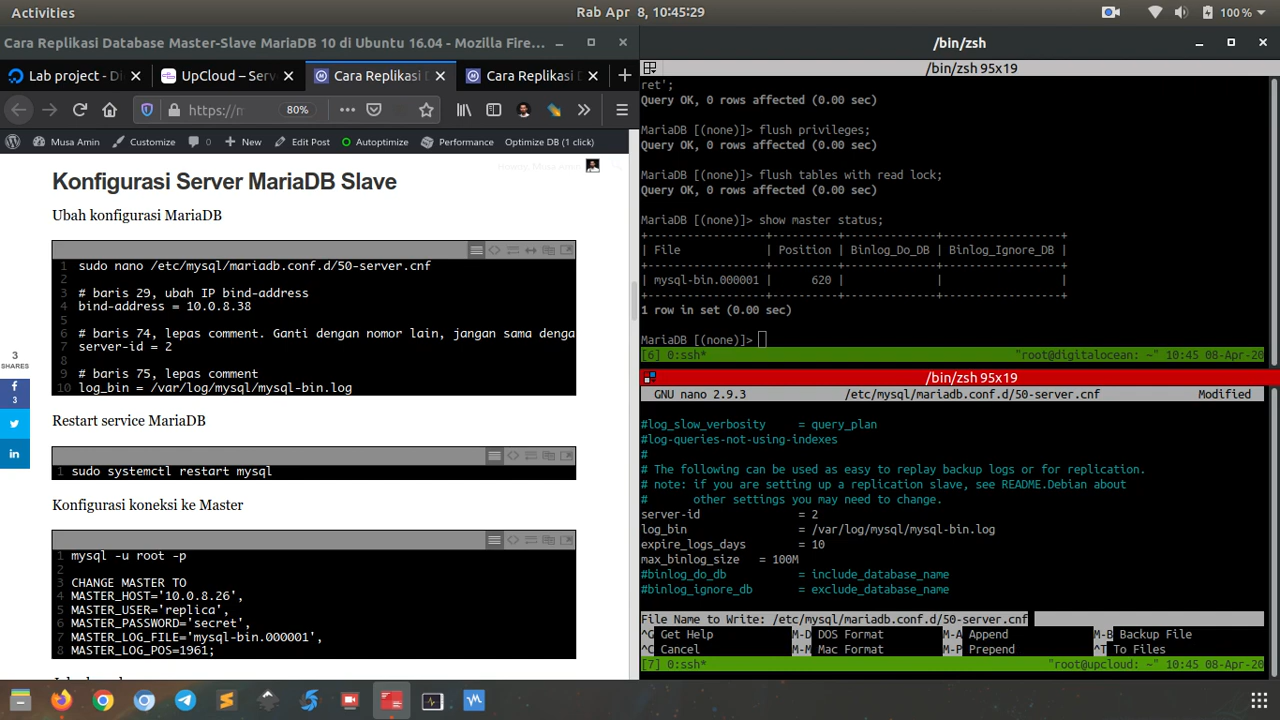 Activities
Rab Apr 8, 10:45:29
100 %
Cara Replikasi Database Master-Slave MariaDB 10 di Ubuntu 16.04 - Mozilla Fire…
Lab project - Di
UpCloud – Serv
Cara Replikasi D
Cara Replikasi D
https://m
80%
Musa Amin
Customize
0
New
Edit Post
Autoptimize
Performance
Optimize DB (1 click)
Konfigurasi Server MariaDB Slave
Ubah konfigurasi MariaDB
1 sudo nano /etc/mysql/mariadb.conf.d/50-server.cnf
2
3 # baris 29, ubah IP bind-address
4 bind-address = 10.0.8.38
5
6 # baris 74, lepas comment. Ganti dengan nomor lain, jangan sama denga
7 server-id = 2
8
9 # baris 75, lepas comment
10 log_bin = /var/log/mysql/mysql-bin.log
3
SHARES
3
Restart service MariaDB
1 sudo systemctl restart mysql
Konfigurasi koneksi ke Master
1 mysql -u root -p
2
3 CHANGE MASTER TO
4 MASTER_HOST='10.0.8.26',
5 MASTER_USER='replica',
6 MASTER_PASSWORD='secret',
7 MASTER_LOG_FILE='mysql-bin.000001',
8 MASTER_LOG_POS=1961;
/bin/zsh
/bin/zsh 95x19
ret';
Query OK, 0 rows affected (0.00 sec)
MariaDB [(none)]> flush privileges;
Query OK, 0 rows affected (0.00 sec)
MariaDB [(none)]> flush tables with read lock;
Query OK, 0 rows affected (0.00 sec)
MariaDB [(none)]> show master status;
+------------------+----------+--------------+------------------+
| File | Position | Binlog_Do_DB | Binlog_Ignore_DB |
+------------------+----------+--------------+------------------+
| mysql-bin.000001 | 620 | | |
+------------------+----------+--------------+------------------+
1 row in set (0.00 sec)
MariaDB [(none)]>
[6] 0:ssh* "root@digitalocean: ~" 10:45 08-Apr-20
/bin/zsh 95x19
GNU nano 2.9.3 /etc/mysql/mariadb.conf.d/50-server.cnf Modified
#log_slow_verbosity = query_plan
#log-queries-not-using-indexes
#
# The following can be used as easy to replay backup logs or for replication.
# note: if you are setting up a replication slave, see README.Debian about
# other settings you may need to change.
server-id = 2
log_bin = /var/log/mysql/mysql-bin.log
expire_logs_days = 10
max_binlog_size = 100M
#binlog_do_db = include_database_name
#binlog_ignore_db = exclude_database_name
File Name to Write: /etc/mysql/mariadb.conf.d/50-server.cnf
^G Get Help M-D DOS Format M-A Append M-B Backup File
^C Cancel M-M Mac Format M-P Prepend ^T To Files
[7] 0:ssh* "root@upcloud: ~" 10:45 08-Apr-20